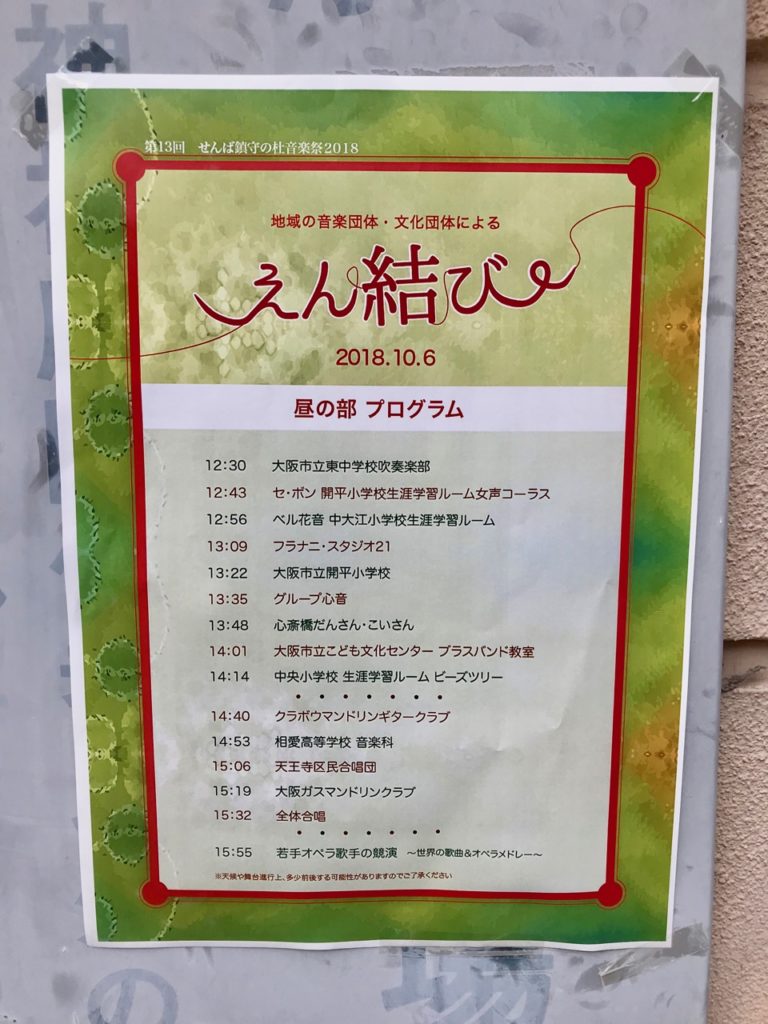 第13回 せんば鎮守の杜音楽祭2018
地域の音楽団体・文化団体による
えん結び
2018.10.6
昼の部 プログラム
12:30 大阪市立東中学校吹奏楽部
12:43 セ・ボン 開平小学校生涯学習ルーム女声コーラス
12:56 ベル花音 中大江小学校生涯学習ルーム
13:09 フラナニ・スタジオ21
13:22 大阪市立開平小学校
13:35 グループ心音
13:48 心斎橋だんさん・こいさん
14:01 大阪市立こども文化センター ブラスバンド教室
14:14 中央小学校 生涯学習ルーム ビーズツリー
・・・・・・・
14:40 クラボウマンドリンギタークラブ
14:53 相愛高等学校 音楽科
15:06 天王寺区民合唱団
15:19 大阪ガスマンドリンクラブ
15:32 全体合唱
・・・・・・・
15:55 若手オペラ歌手の競演 〜世界の歌曲&オペラメドレー〜
※天候や舞台進行上、多少前後する可能性がありますのでご了承ください